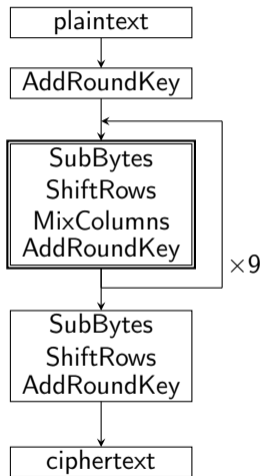 plaintext
AddRoundKey
SubBytes
ShiftRows
MixColumns
AddRoundKey
×9
SubBytes
ShiftRows
AddRoundKey
ciphertext